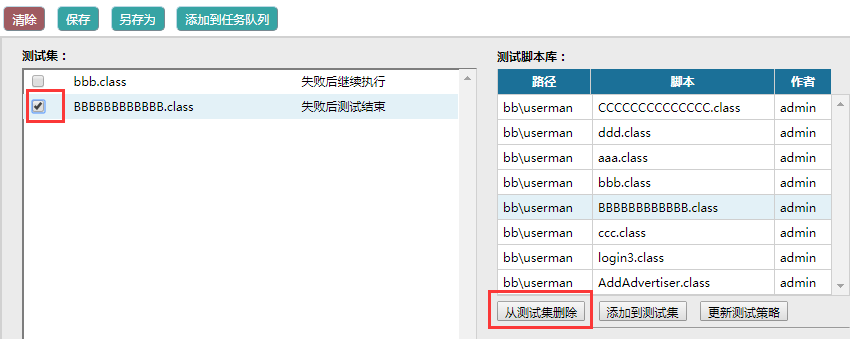 清除 保存 另存为 添加到任务队列
测试集：
bbb.class 失败后继续执行
BBBBBBBBBBBB.class 失败后测试结束
测试脚本库：
路径 脚本 作者
bb\userman CCCCCCCCCCCCCC.class admin
bb\userman ddd.class admin
bb\userman aaa.class admin
bb\userman bbb.class admin
bb\userman BBBBBBBBBBBB.class admin
bb\userman ccc.class admin
bb\userman login3.class admin
bb\userman AddAdvertiser.class admin
从测试集删除 添加到测试集 更新测试策略